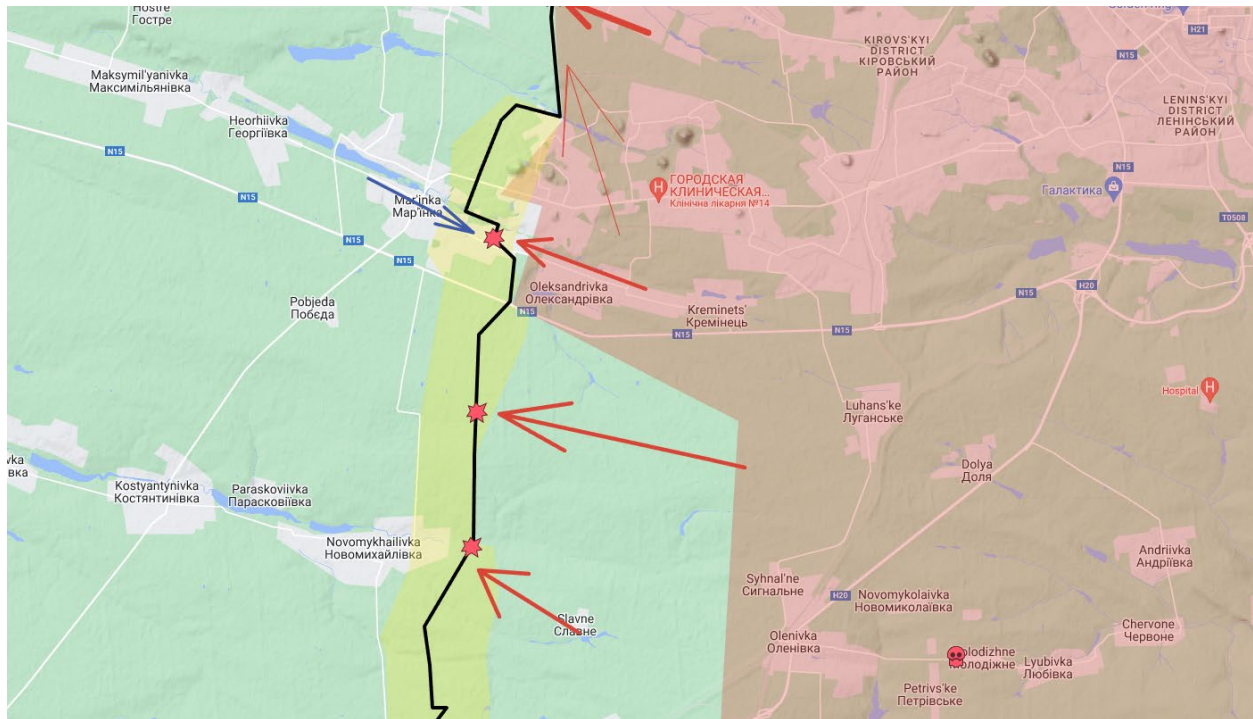 Hostre
Гостре
Maksymil'yanivka
Максимільянівка
Heorhiivka
Георгіївка
N15
N15
Mar'inka
Мар'їнка
N15
N15
Pobjeda
Побєда
KIROVS'KYI
DISTRICT
КІРОВСЬКИЙ
РАЙОН
H21
N15
LENINS'KYI
DISTRICT
ЛЕНІНСЬКИЙ
РАЙОН
N15
ГОРОДСКАЯ
КЛИНИЧЕСКАЯ...
Клінічна лікарня №14
H
Галактика
T0508
Oleksandrivka
Олександрівка
N15
Kreminets'
Кремінець
N15
N15
N15
H20
Hospital
H
Luhans'ke
Луганське
Dolya
Доля
vka
вка
Kostyantynivka
Костянтинівка
Paraskoviivka
Парасковіївка
Novomykhailivka
Новомихайлівка
Slavne
Славне
Syhnal'ne
Сигнальне
H20
Novomykolaivka
Новомиколаївка
Andriivka
Андріївка
Chervone
Червоне
Olenivka
Оленівка
Lyubivka
Любівка
Petrivs'ke
Петрівське